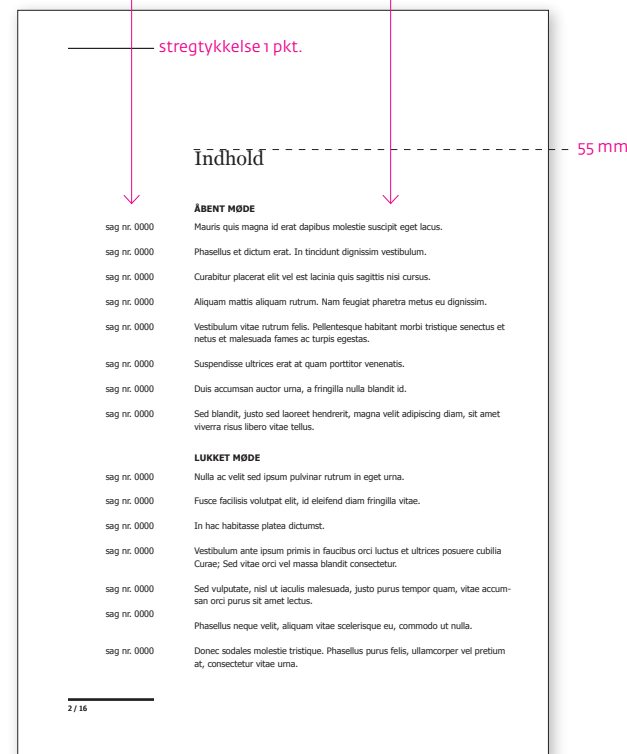 stregtykkelse 1 pkt.
55 mm
Indhold
ÅBENT MØDE
sag nr. 0000 Mauris quis magna id erat dapibus molestie suscipit eget lacus.
sag nr. 0000 Phasellus et dictum erat. In tincidunt dignissim vestibulum.
sag nr. 0000 Curabitur placerat elit vel est lacinia quis sagittis nisi cursus.
sag nr. 0000 Aliquam mattis aliquam rutrum. Nam feugiat pharetra metus eu dignissim.
sag nr. 0000 Vestibulum vitae rutrum felis. Pellentesque habitant morbi tristique senectus et
netus et malesuada fames ac turpis egestas.
sag nr. 0000 Suspendisse ultrices erat at quam porttitor venenatis.
sag nr. 0000 Duis accumsan auctor urna, a fringilla nulla blandit id.
sag nr. 0000 Sed blandit, justo sed laoreet hendrerit, magna velit adipiscing diam, sit amet
viverra risus libero vitae tellus.
LUKKET MØDE
sag nr. 0000 Nulla ac velit sed ipsum pulvinar rutrum in eget urna.
sag nr. 0000 Fusce facilisis volutpat elit, id eleifend diam fringilla vitae.
sag nr. 0000 In hac habitasse platea dictumst.
sag nr. 0000 Vestibulum ante ipsum primis in faucibus orci luctus et ultrices posuere cubilia
Curae; Sed vitae orci vel massa blandit consectetur.
sag nr. 0000 Sed vulputate, nisl ut iaculis malesuada, justo purus tempor quam, vitae accum-
san orci purus sit amet lectus.
sag nr. 0000
Phasellus neque velit, aliquam vitae scelerisque eu, commodo ut nulla.
sag nr. 0000 Donec sodales molestie tristique. Phasellus purus felis, ullamcorper vel pretium
at, consectetur vitae urna.
2 / 16